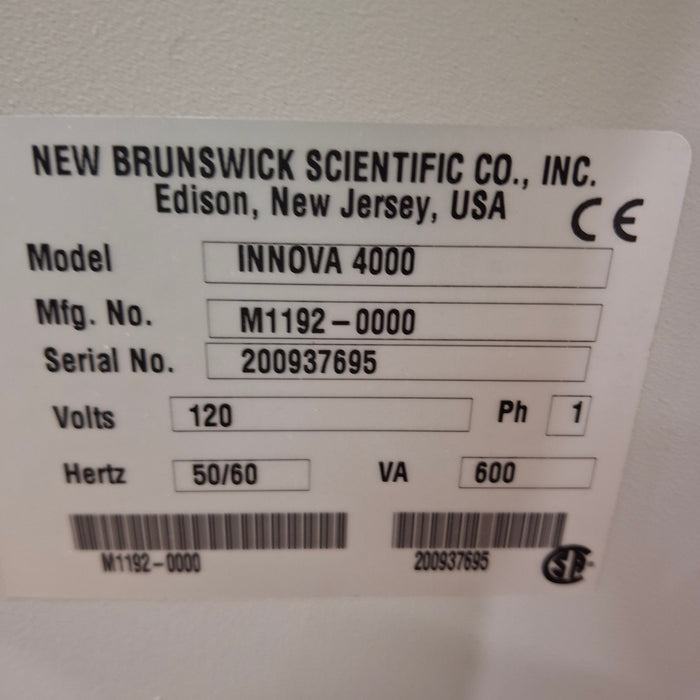 NEW BRUNSWICK SCIENTIFIC CO., INC.
Edison, New Jersey, USA
CE
Model INNOVA 4000
Mfg. No. M1192-0000
Serial No. 200937695
Volts 120 Ph 1
Hertz 50/60 VA 600
M1192-0000 200937695 SA